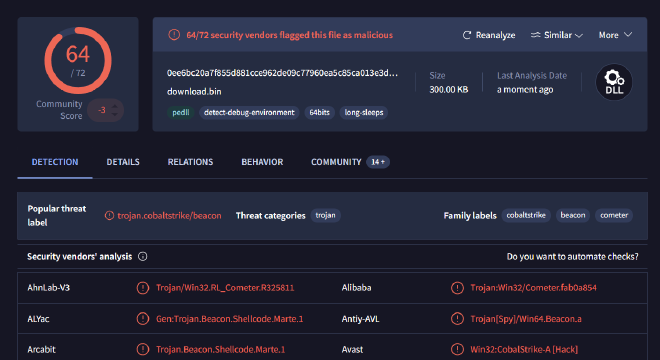 64
/ 72
Community
Score
-3
64/72 security vendors flagged this file as malicious
Reanalyze
Similar
More
0ee6bc20a7f855d881cce962de09c77960ea5c85ca013e3d...
download.bin
pedll
detect-debug-environment
64bits
long-sleeps
Size
300.00 KB
Last Analysis Date
a moment ago
DLL
DETECTION
DETAILS
RELATIONS
BEHAVIOR
COMMUNITY 14 +
Popular threat
label
trojan.cobaltstrike/beacon
Threat categories trojan
Family labels cobaltstrike beacon cometer
Security vendors' analysis
Do you want to automate checks?
AhnLab-V3 Trojan/Win32.RL_Cometer.R325811 Alibaba Trojan:Win32/Cometer.fab0a854
ALYac Gen:Trojan.Beacon.Shellcode.Marte.1 Antiy-AVL Trojan[Spy]/Win64.Beacon.a
Arcabit Trojan.Beacon.Shellcode.Marte.1 Avast Win32:CobalStrike-A [Hack]